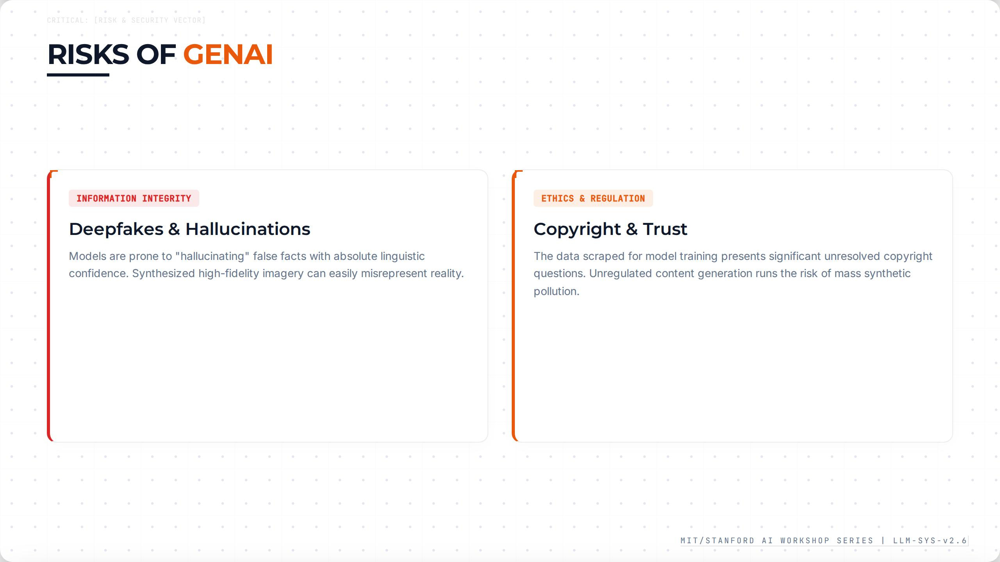 CRITICAL: [RISK & SECURITY VECTOR]
RISKS OF GENAI
INFORMATION INTEGRITY
Deepfakes & Hallucinations
Models are prone to "hallucinating" false facts with absolute linguistic
confidence. Synthesized high-fidelity imagery can easily misrepresent reality.
ETHICS & REGULATION
Copyright & Trust
The data scraped for model training presents significant unresolved copyright
questions. Unregulated content generation runs the risk of mass synthetic
pollution.
MIT/STANFORD AI WORKSHOP SERIES | LLM-SYS-v2.6